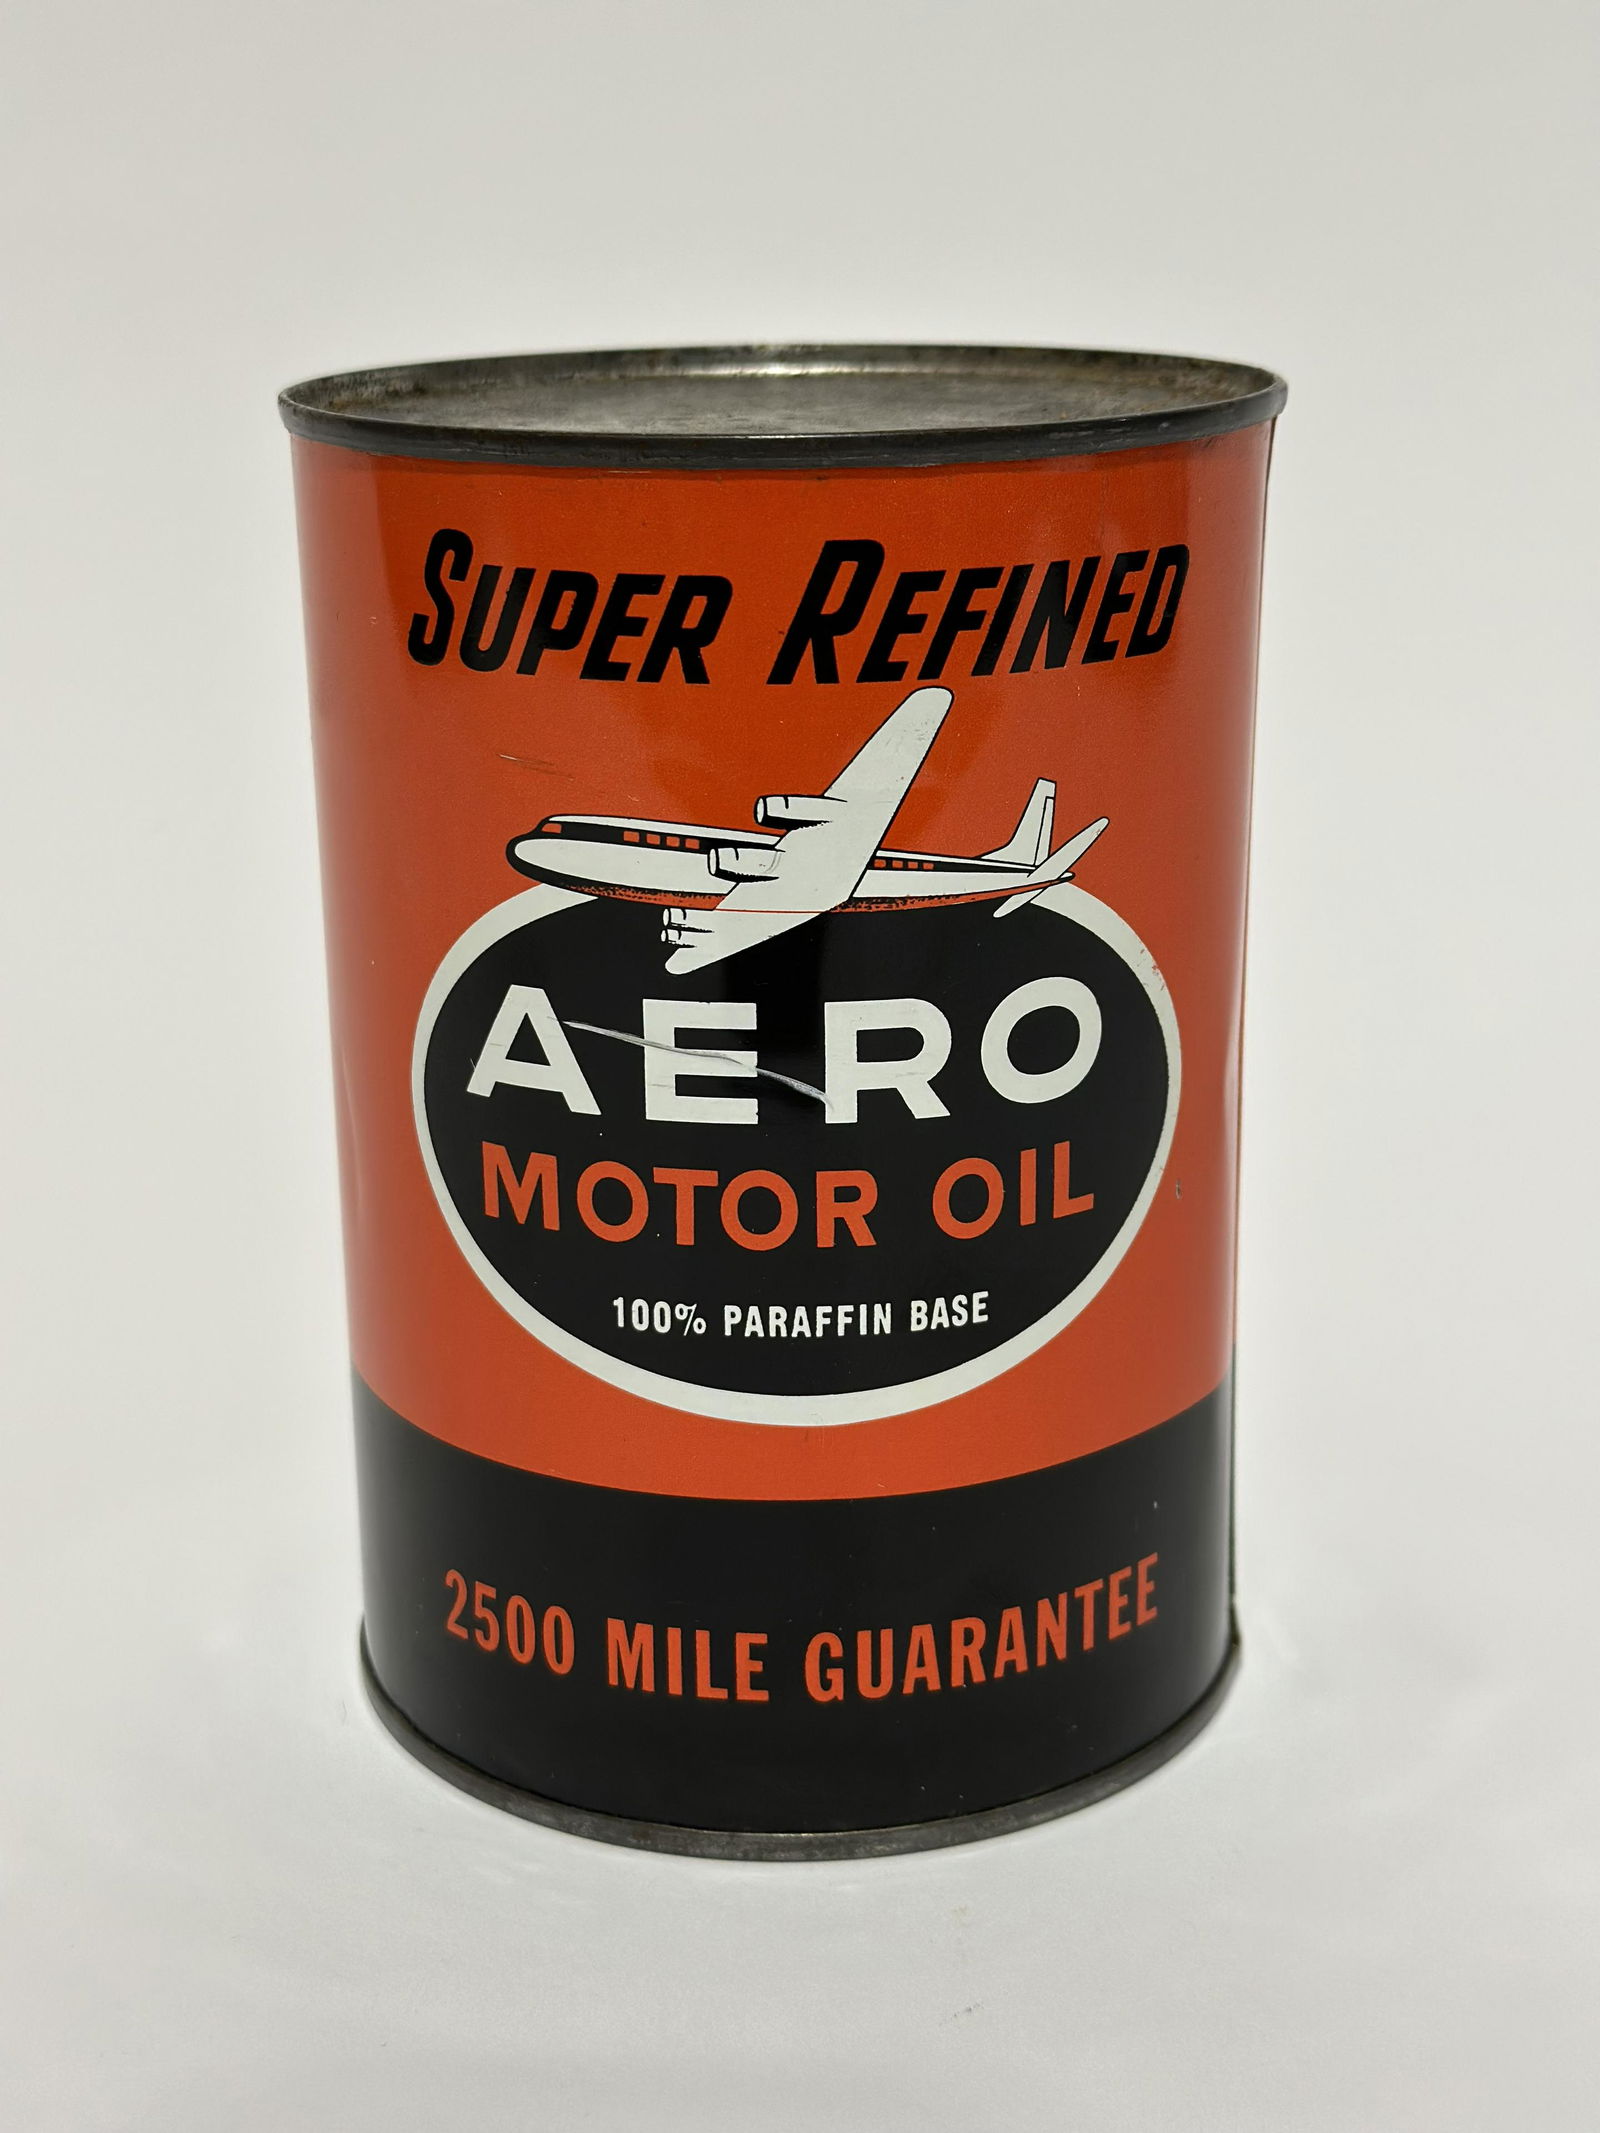 SUPER REFINED
AERO
MOTOR OIL
100% PARAFFIN BASE
2500 MILE GUARANTEE